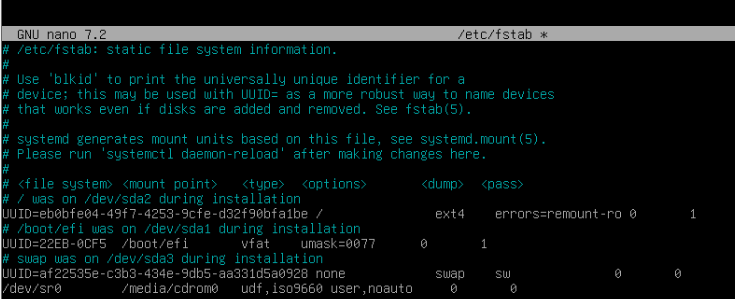 GNU nano 7.2 /etc/fstab *
# /etc/fstab: static file system information.
#
# Use 'blkid' to print the universally unique identifier for a
# device; this may be used with UUID= as a more robust way to name devices
# that works even if disks are added and removed. See fstab(5).
#
# systemd generates mount units based on this file, see systemd.mount(5).
# Please run 'systemctl daemon-reload' after making changes here.
#
# <file system> <mount point>   <type>  <options>       <dump>  <pass>
# / was on /dev/sda2 during installation
UUID=eb0bfe04-49f7-4253-9cfe-d32f90bfa1be /               ext4    errors=remount-ro 0       1
# /boot/efi was on /dev/sda1 during installation
UUID=22EB-0CF5  /boot/efi       vfat    umask=0077      0       1
# swap was on /dev/sda3 during installation
UUID=af22535e-c3b3-434e-9db5-aa331d5a0928 none            swap    sw              0       0
/dev/sr0        /media/cdrom0   udf,iso9660 user,noauto     0       0